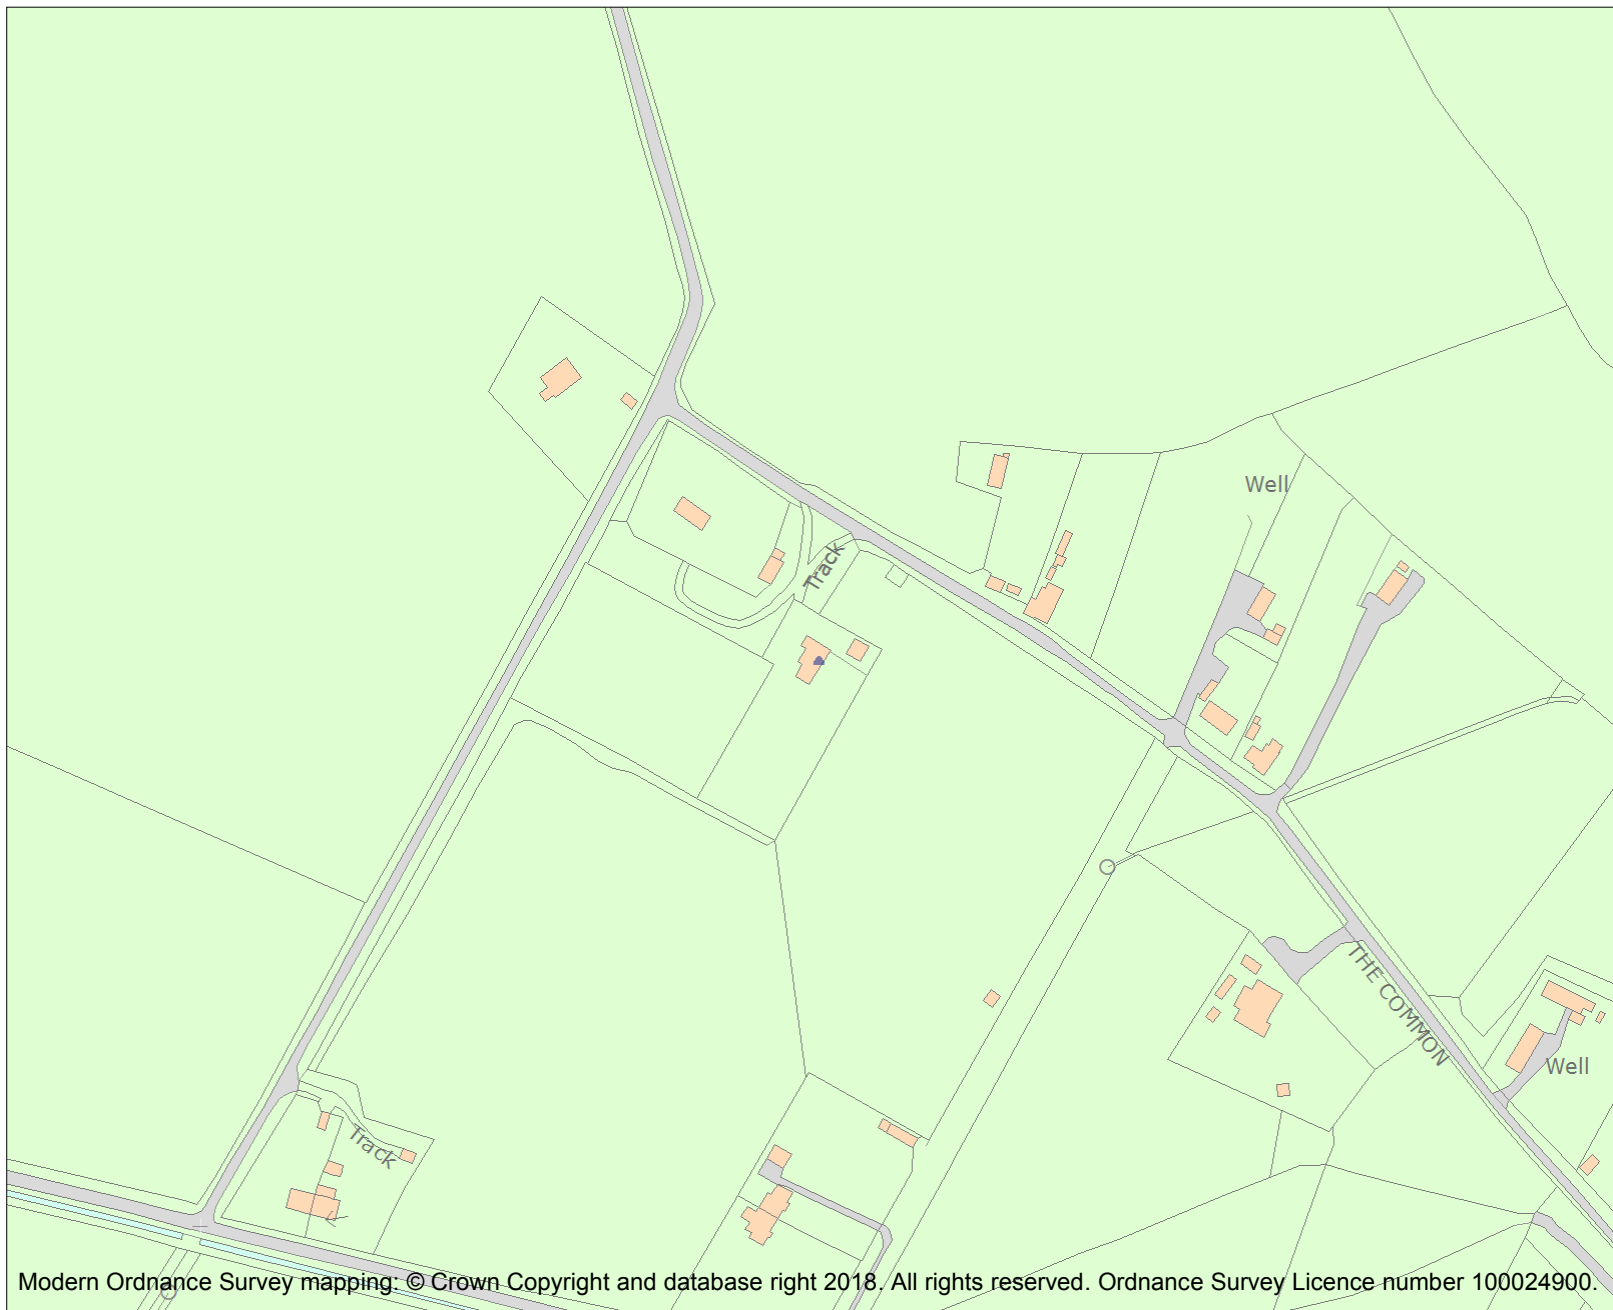 Well
Track
THE COMMON
Well
Track
Modern Ordnance Survey mapping: © Crown Copyright and database right 2018. All rights reserved. Ordnance Survey Licence number 100024900.